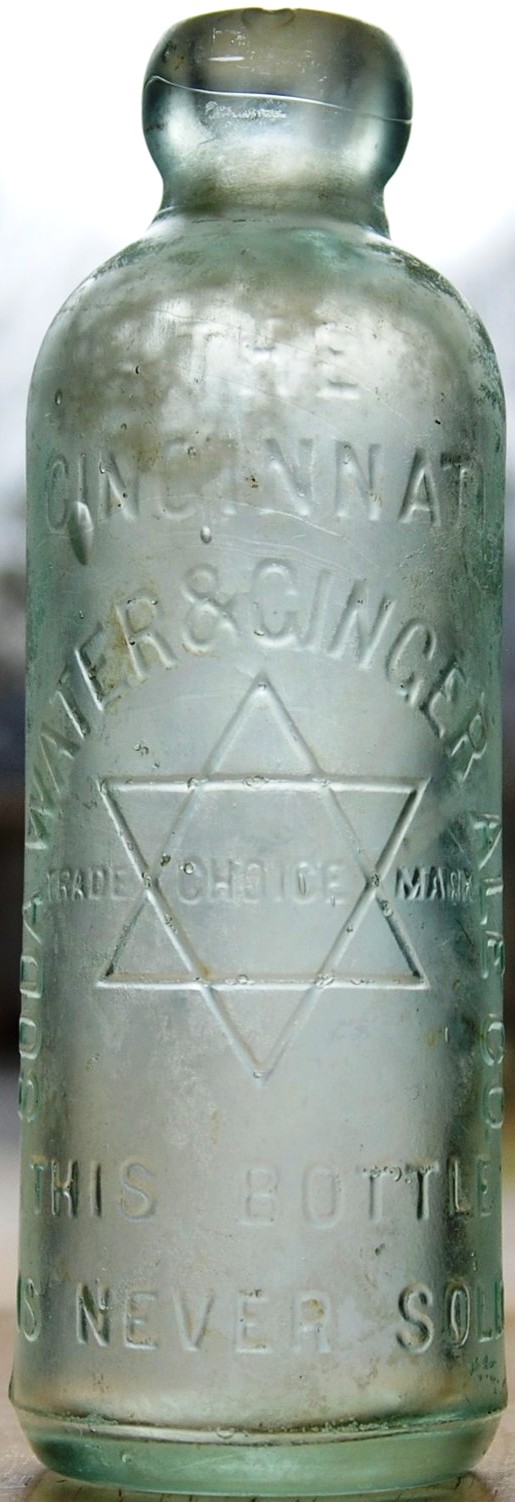 THE
CINCINNATI
SODA WATER & GINGER ALE CO
TRADE CHOICE MARK
THIS BOTTLE
IS NEVER SOLD